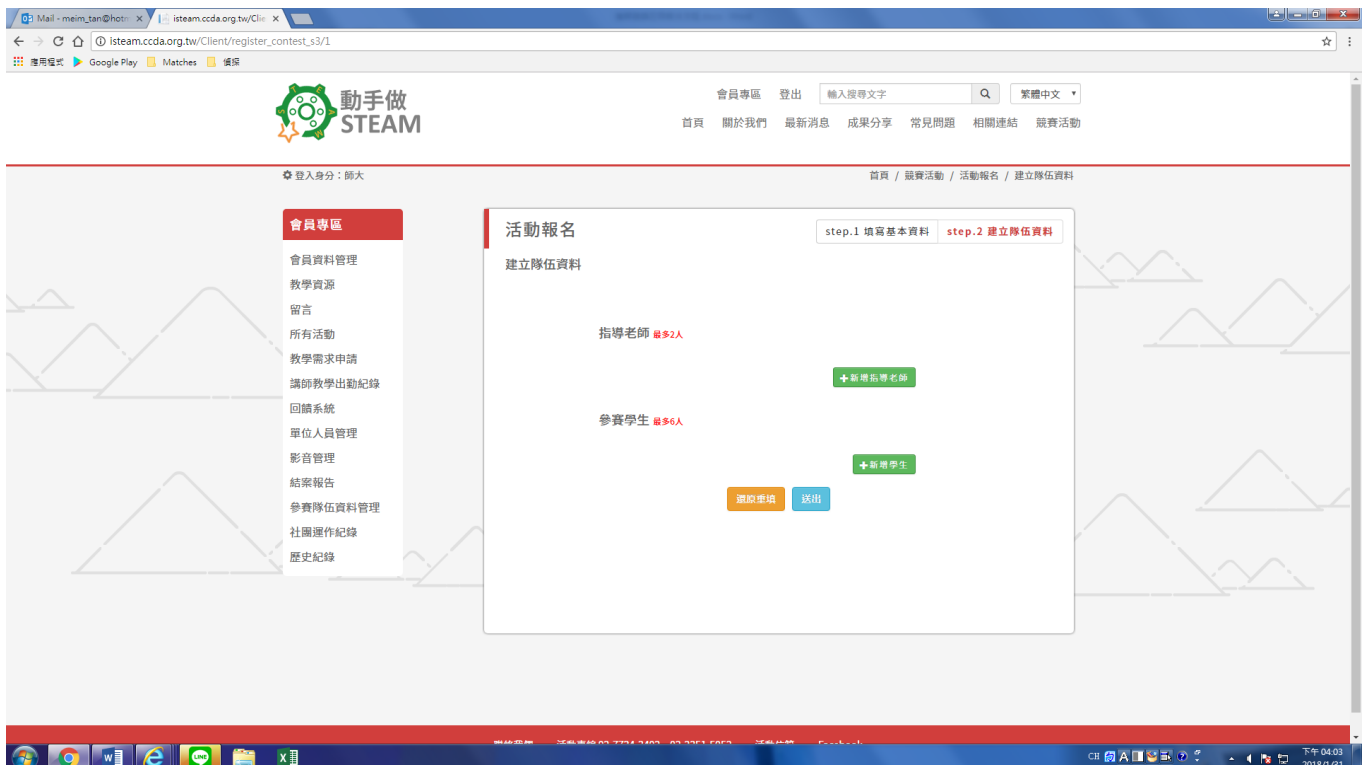 Mail - meim_tan@hotm
isteam.ccda.org.tw/Clie
isteam.ccda.org.tw/Client/register_contest_s3/1
應用程式 Google Play Matches 偵探
動手做
STEAM
會員專區 登出 輸入搜尋文字 繁體中文
首頁 關於我們 最新消息 成果分享 常見問題 相關連結 競賽活動
登入身分：師大
首頁 / 競賽活動 / 活動報名 / 建立隊伍資料
會員專區
會員資料管理
教學資源
留言
所有活動
教學需求申請
講師教學出勤紀錄
回饋系統
單位人員管理
影音管理
結案報告
參賽隊伍資料管理
社團運作紀錄
歷史紀錄
活動報名
step.1 填寫基本資料 step.2 建立隊伍資料
建立隊伍資料
指導老師 最多2人
新增指導老師
參賽學生 最多6人
新增學生
還原重填 送出
CH
下午 04:03
2018/1/31